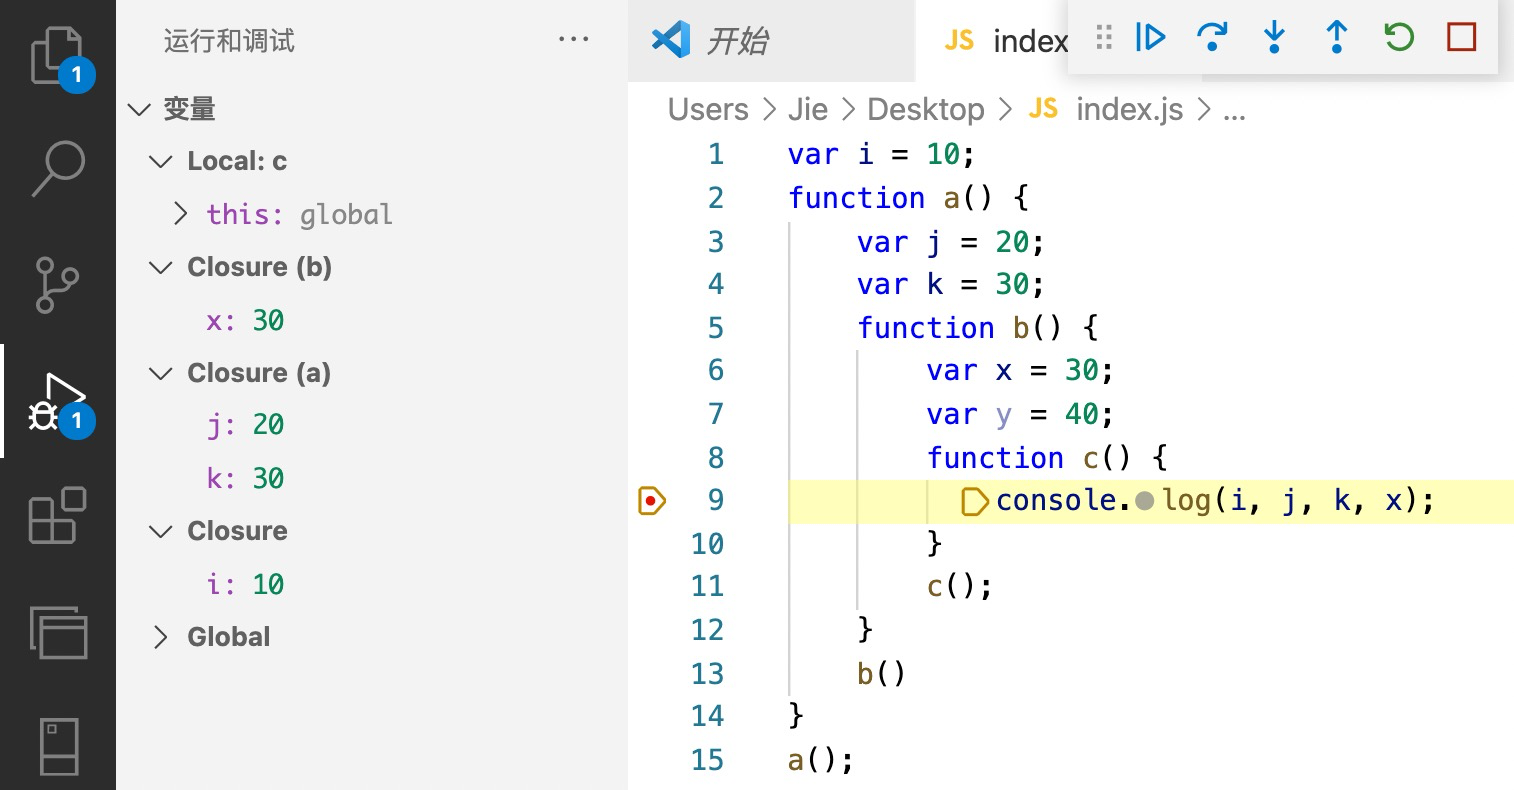 运行和调试 ···
1
变量
Local: c
this: global
Closure (b)
x: 30
Closure (a)
j: 20
k: 30
1
Closure
i: 10
Global
开始
JS index
Users > Jie > Desktop > JS index.js > ...
1 var i = 10;
2 function a() {
3 var j = 20;
4 var k = 30;
5 function b() {
6 var x = 30;
7 var y = 40;
8 function c() {
9 console.log(i, j, k, x);
10 }
11 c();
12 }
13 b()
14 }
15 a();